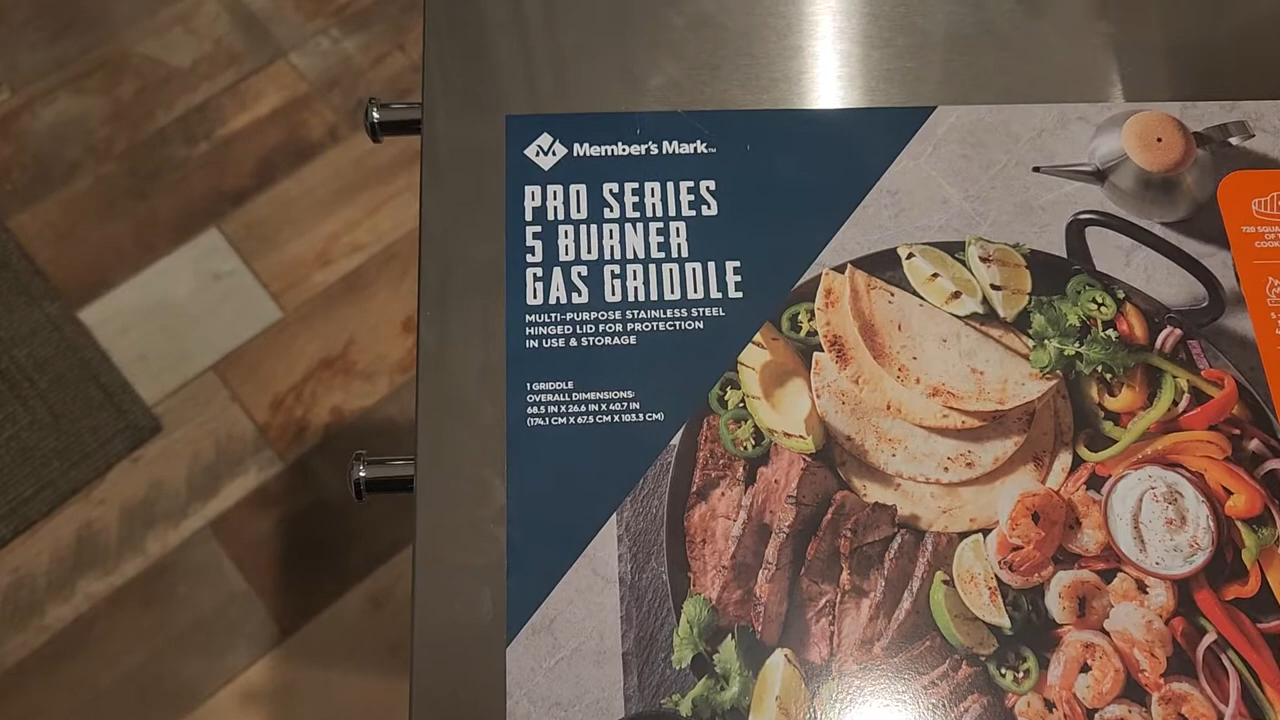 Member's Mark™
PRO SERIES
5 BURNER
GAS GRIDDLE
MULTI-PURPOSE STAINLESS STEEL
HINGED LID FOR PROTECTION
IN USE & STORAGE
1 GRIDDLE
OVERALL DIMENSIONS:
68.5 IN X 26.6 IN X 40.7 IN
(174.1 CM X 67.5 CM X 103.3 CM)
720